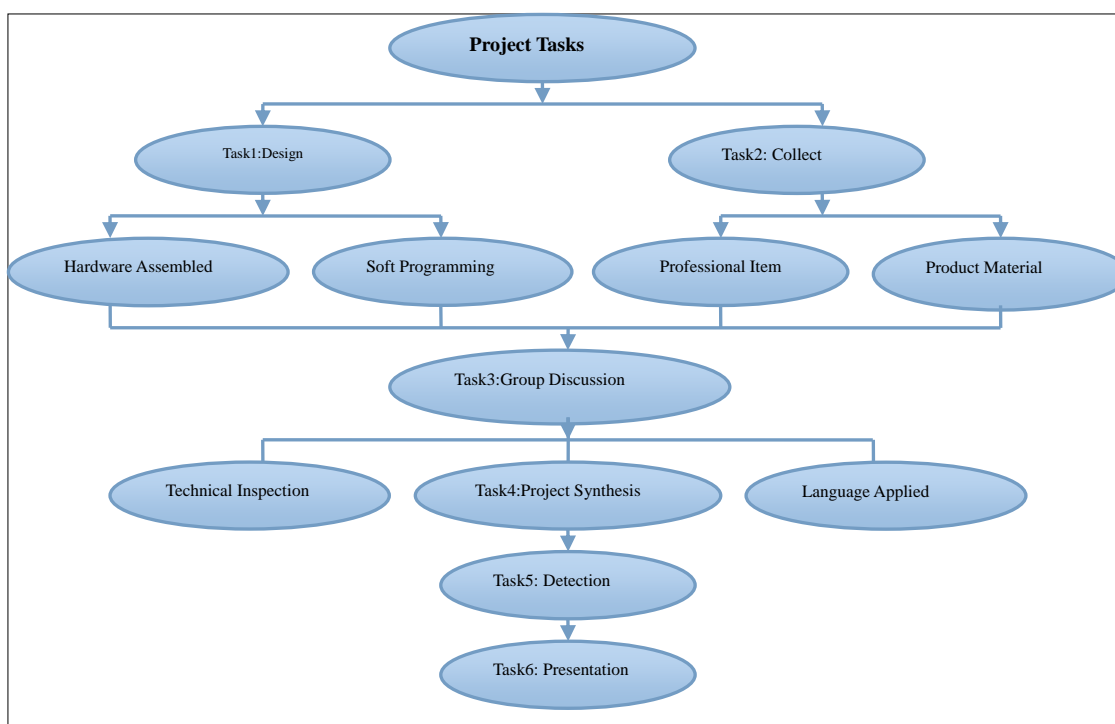 Project Tasks
Task1:Design
Task2: Collect
Hardware Assembled
Soft Programming
Professional Item
Product Material
Task3:Group Discussion
Technical Inspection
Task4:Project Synthesis
Language Applied
Task5: Detection
Task6: Presentation